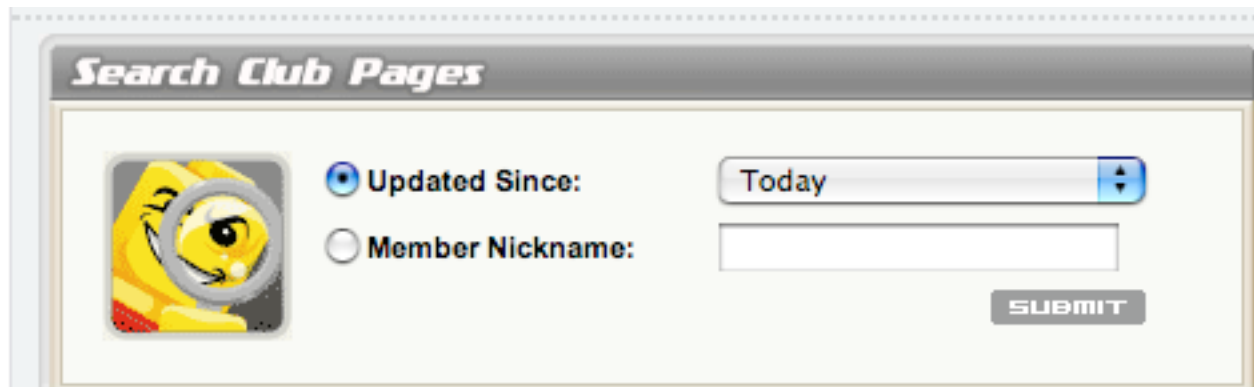 Search Club Pages
Updated Since: Today
Member Nickname:
SUBMIT